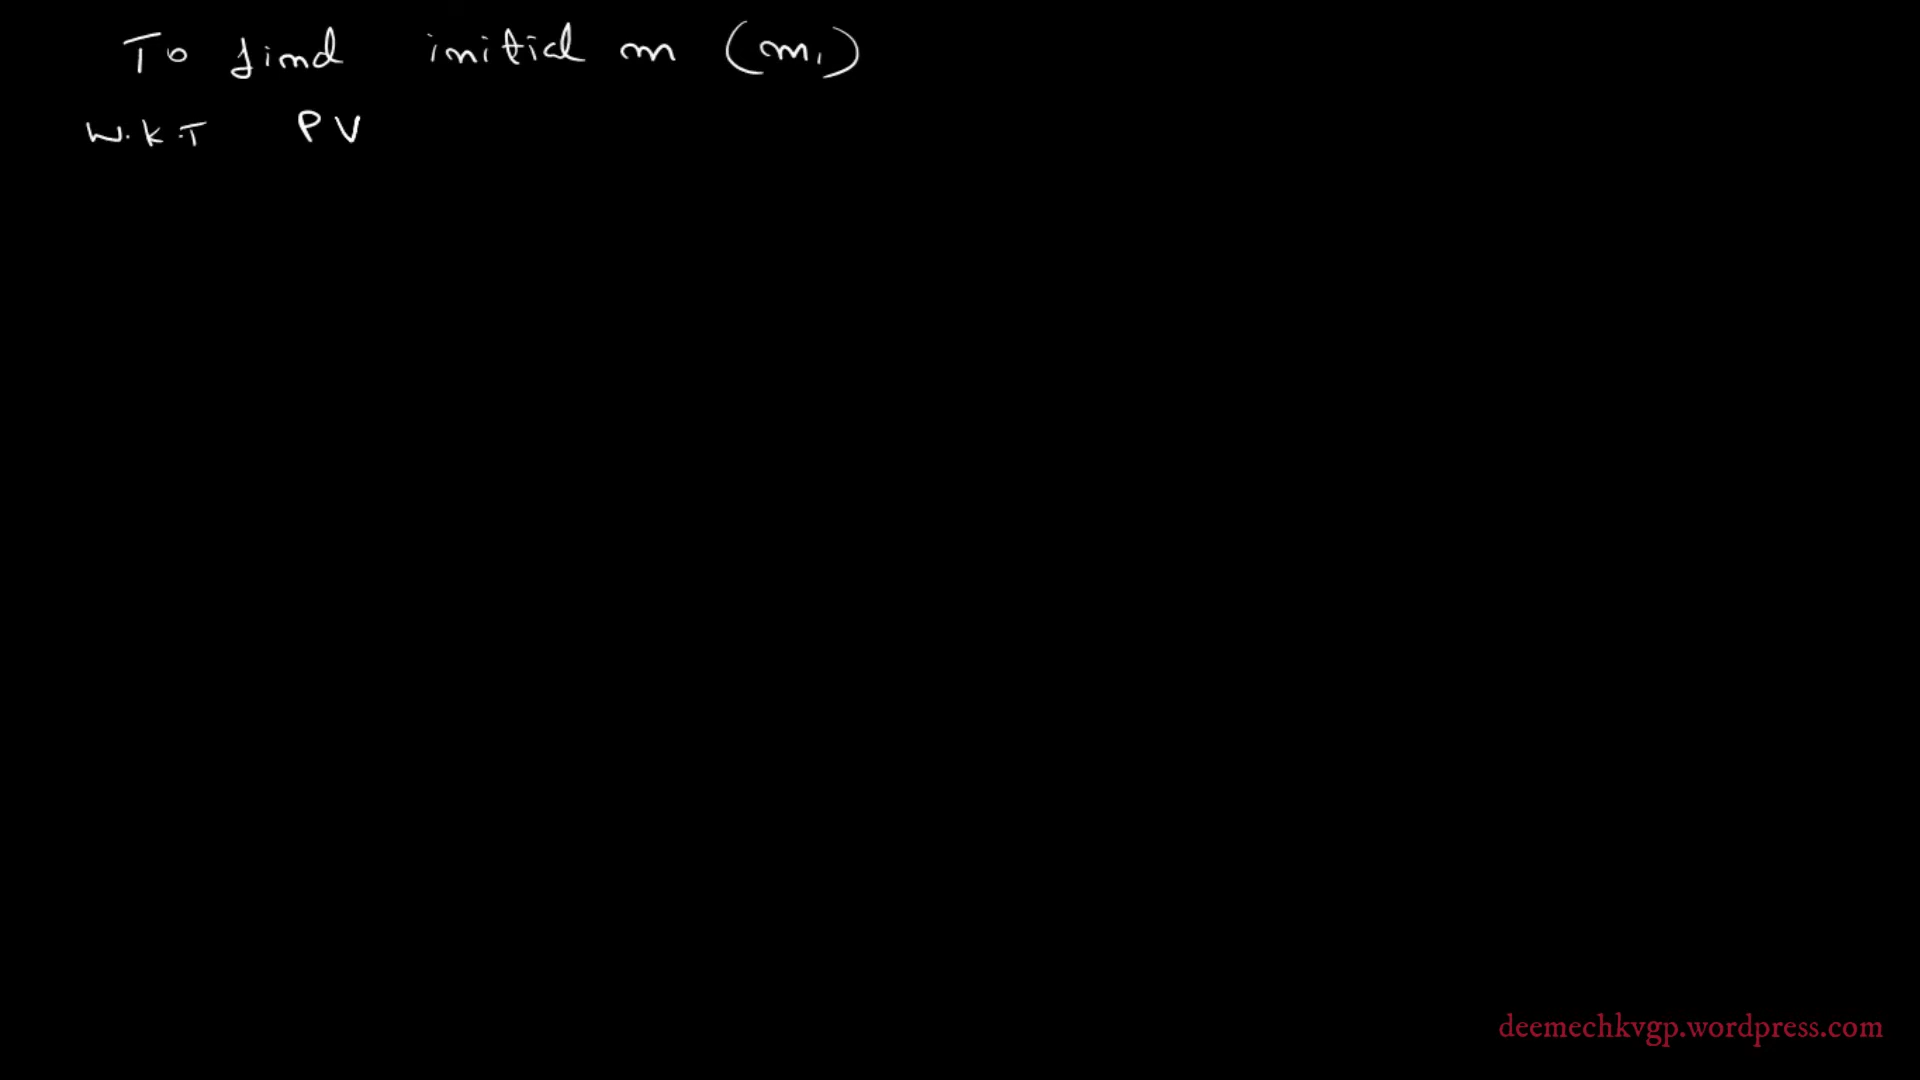 To find initial m (m₁)
W.K.T PV
deemechkvgp.wordpress.com